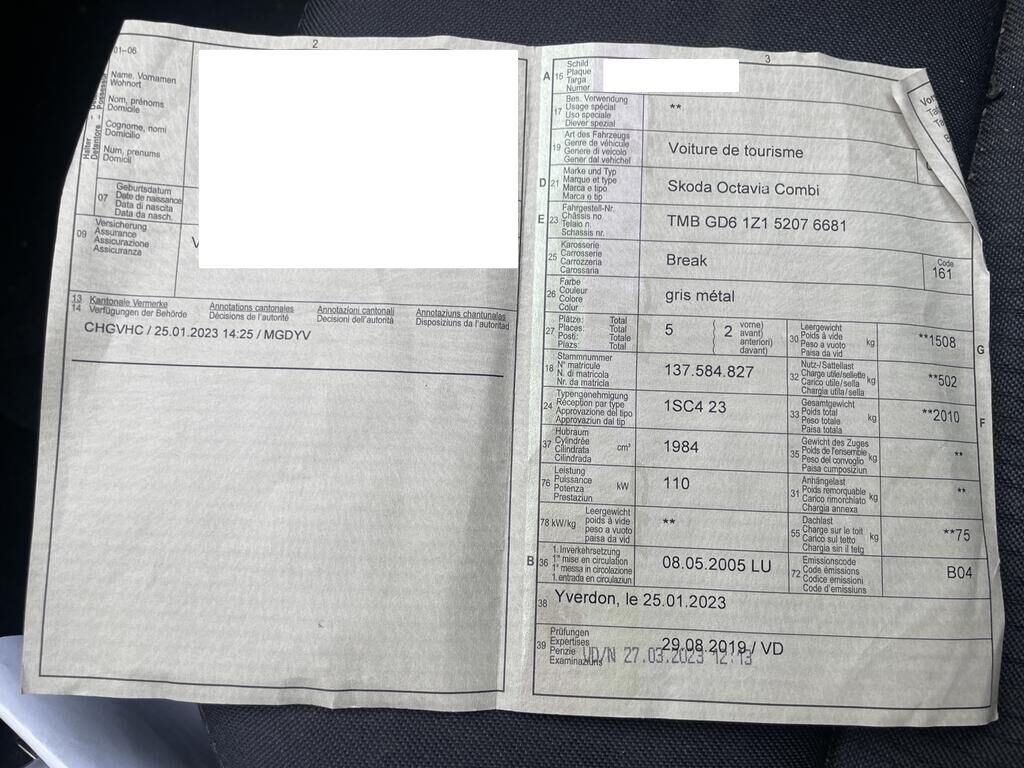 2
01-06
Name, Vornamen
Wohnort
Nom, prénoms
Domicile
Cognome, nomi
Domicilio
Num, prenums
Domicil
07
Geburtsdatum
Date de naissance
Data di nascita
Data da nasch.
09
Versicherung
Assurance
Assicurazione
Assicuranza
13 Kantonale Vermerke Annotations cantonales Annotazioni cantonali Annotaziuns chantunalas
14 Verfügungen der Behörde Décisions de l'autorité Decisioni dell'autorità Disposiziuns da l'autoritad
CHGVHC / 25.01.2023 14:25 / MGDYV
3
A 15
Schild
Plaque
Targa
Numer
17
Bes. Verwendung
Usage spécial
Uso speciale
Diever spezial
**
19
Art des Fahrzeugs
Genre de véhicule
Genere di veicolo
Gener dal vehichel
Voiture de tourisme
D 21
Marke und Typ
Marque et type
Marca e tipo
Marca e tip
Skoda Octavia Combi
E 23
Fahrgestell-Nr.
Châssis no.
Telaio n.
Schassis nr.
TMB GD6 1Z1 5207 6681
25
Karosserie
Carrosserie
Carrozzeria
Carossaria
Break
Code
161
26
Farbe
Couleur
Colore
Colur
gris métal
27
Plätze: Total
Places: Total
Posti: Totale
Plazs: Total
5
2
vorne)
avant)
anteriori)
davant)
30
Leergewicht
Poids à vide
Peso a vuoto
Paisa da vid
kg
**1508
G
18
Stammnummer
N° matricule
N. di matricola
Nr. da matricla
137.584.827
32
Nutz-/Sattellast
Charge utile/sellette
Carico utile/sella
Chargia utila/sella
kg
**502
24
Typengenehmigung
Réception par type
Approvazione del tipo
Approvaziun dal tip
1SC4 23
33
Gesamtgewicht
Poids total
Peso totale
Paisa totala
kg
**2010
F
37
Hubraum
Cylindrée
Cilindrata
Cilindrada
cm³
1984
35
Gewicht des Zuges
Poids de l'ensemble
Peso del convoglio
Paisa cumposiziun
kg
**
76
Leistung
Puissance
Potenza
Prestaziun
kW
110
31
Anhängelast
Poids remorquable
Carico rimorchiato
Chargia annexa
kg
**
78 kW/kg
Leergewicht
poids à vide
peso a vuoto
paisa da vid
**
55
Dachlast
Charge sur le toit
Carico sul tetto
Chargia sin il tetg
kg
**75
B 36
1. Inverkehrsetzung
1re mise en circulation
1a messa in circolazione
1. entrada en circulaziun
08.05.2005 LU
72
Emissionscode
Code émissions
Codice emissioni
Code d'emissiuns
B04
38
Yverdon, le 25.01.2023
39
Prüfungen
Expertises
Perizie
Examinaziuns
29.08.2019 / VD
VD/N 27.03.2023 12:13